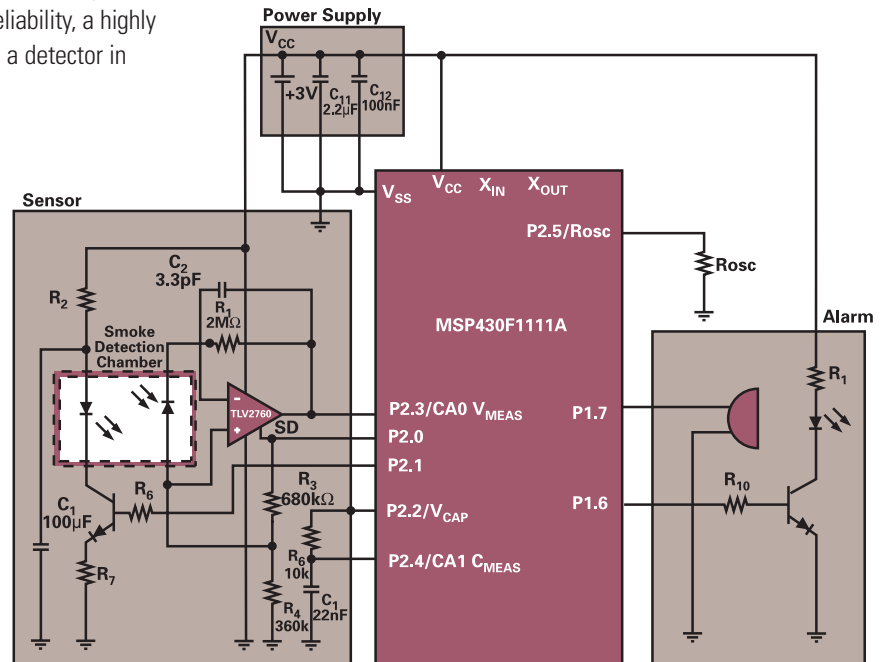 eliability, a highly
a detector in
Power Supply
VCC
+3V
C11
2.2µF
C12
100nF
Sensor
VSS
VCC
XIN
XOUT
P2.5/Rosc
Rosc
C2
3.3pF
R2
R1
2MΩ
Smoke
Detection
Chamber
MSP430F1111A
Alarm
R1
-
TLV2760
+
SD
P2.3/CA0 VMEAS
P2.0
P2.1
P1.7
R3
680kΩ
C1
100µF
R6
P2.2/VCAP
R10
P1.6
R6
10k
P2.4/CA1 CMEAS
R7
R4
360k
C1
22nF